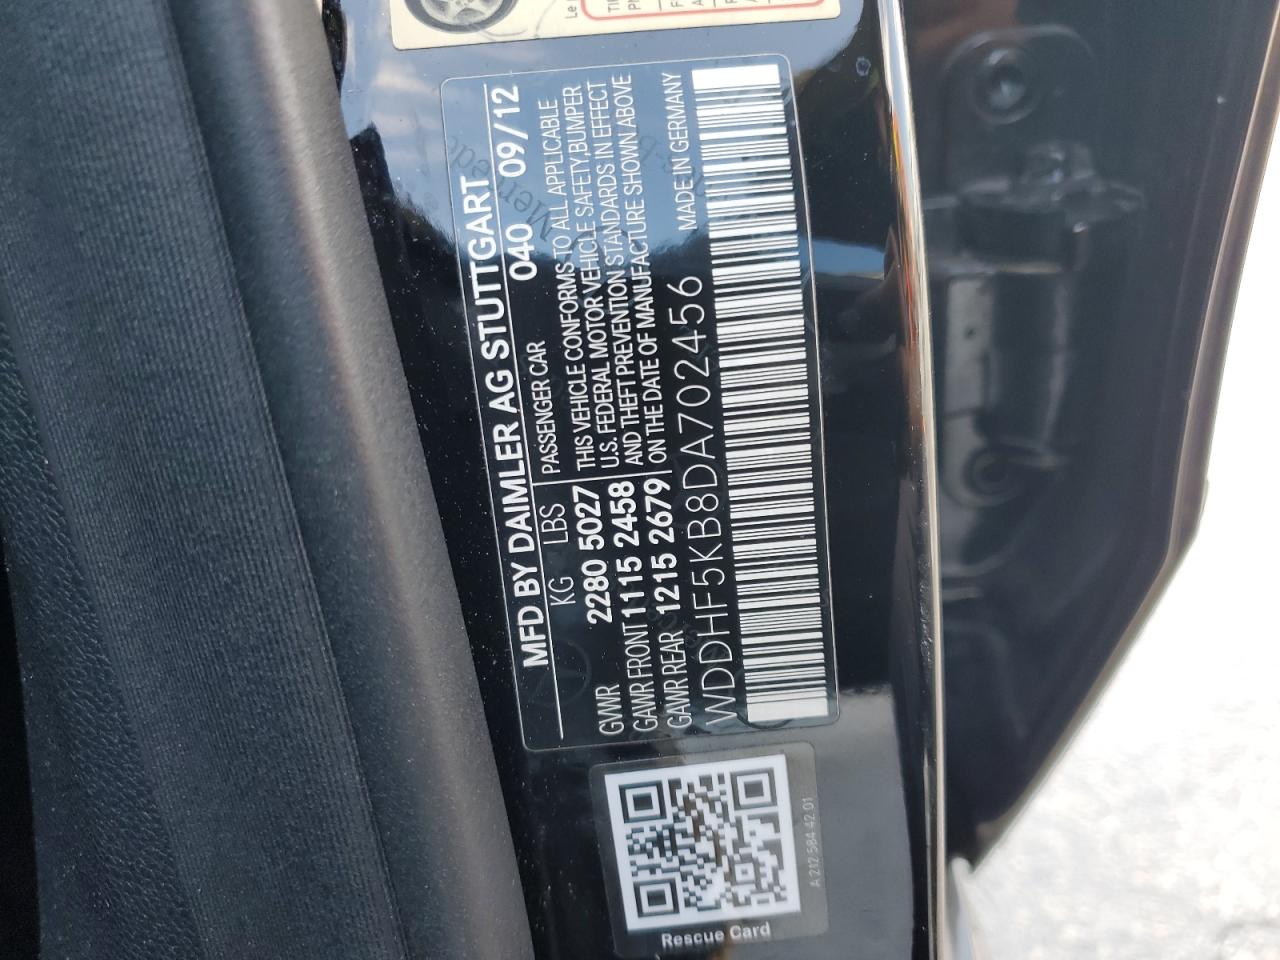 MFD BY DAIMLER AG STUTTGART
KG LBS PASSENGER CAR 040 09/12
GVWR 2280 5027 THIS VEHICLE CONFORMS TO ALL APPLICABLE
GAWR FRONT 1115 2458 U.S. FEDERAL MOTOR VEHICLE SAFETY,BUMPER
GAWR REAR 1215 2679 AND THEFT PREVENTION STANDARDS IN EFFECT
ON THE DATE OF MANUFACTURE SHOWN ABOVE
WDDHF5KB8DA702456 MADE IN GERMANY
Rescue Card
A 212 584 42 01